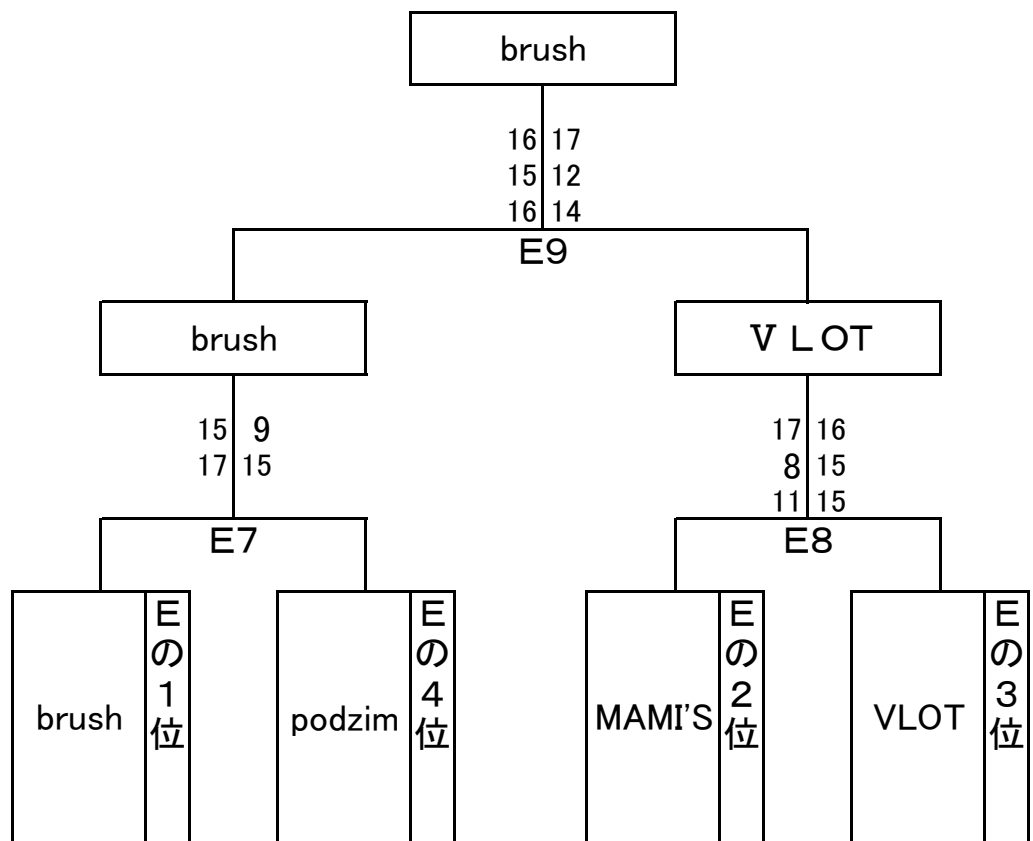 brush
16 17
15 12
16 14
E9
brush
V L OT
15 9
17 15
17 16
8 15
11 15
E7
E8
brush
Eの1位
podzim
Eの4位
MAMI'S
Eの2位
VLOT
Eの3位